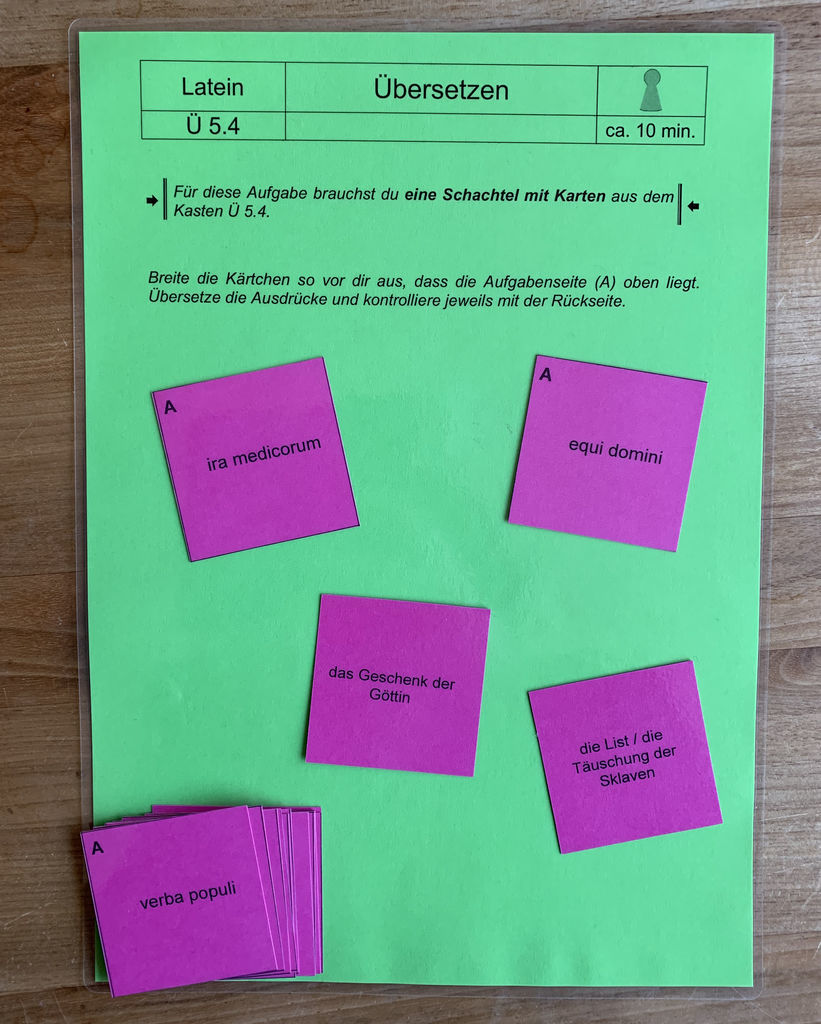 Latein
Übersetzen
Ü 5.4
ca. 10 min.
Für diese Aufgabe brauchst du eine Schachtel mit Karten aus dem
Kasten Ü 5.4.
Breite die Kärtchen so vor dir aus, dass die Aufgabenseite (A) oben liegt.
Übersetze die Ausdrücke und kontrolliere jeweils mit der Rückseite.
A
ira medicorum
A
equi domini
das Geschenk der
Göttin
die List / die
Täuschung der
Sklaven
A
verba populi